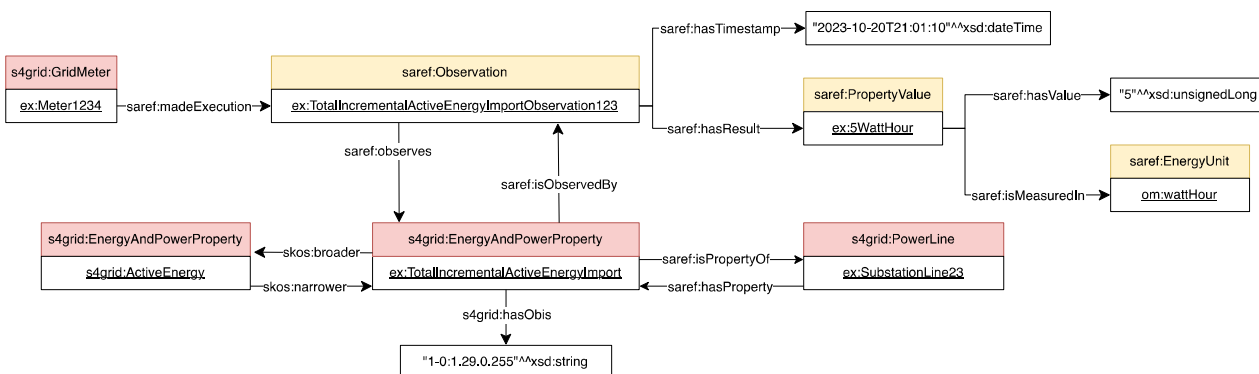 saref:hasTimestamp
"2023-10-20T21:01:10"^^xsd:dateTime
s4grid:GridMeter
saref:Observation
ex:Meter1234
saref:madeExecution
ex:TotalIncrementalActiveEnergyImportObservation123
saref:PropertyValue
saref:hasValue
"5"^^xsd:unsignedLong
saref:hasResult
ex:5WattHour
saref:observes
saref:EnergyUnit
saref:isObservedBy
saref:isMeasuredIn
om:wattHour
s4grid:EnergyAndPowerProperty
skos:broader
s4grid:EnergyAndPowerProperty
s4grid:PowerLine
saref:isPropertyOf
s4grid:ActiveEnergy
ex:TotalIncrementalActiveEnergyImport
ex:SubstationLine23
skos:narrower
saref:hasProperty
s4grid:hasObis
"1-0:1.29.0.255"^^xsd:string